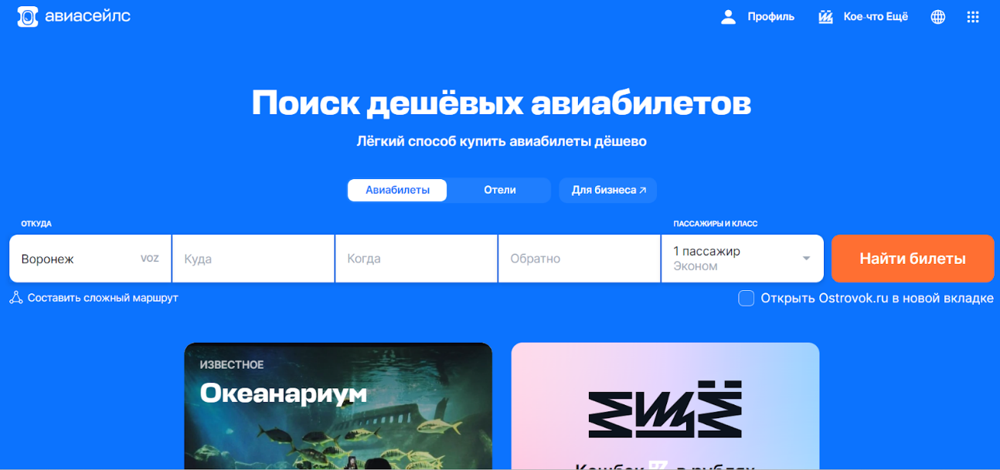 авиасейлс
Профиль
Кое-что Ещё
Поиск дешёвых авиабилетов
Лёгкий способ купить авиабилеты дёшево
Авиабилеты
Отели
Для бизнеса ↗
ОТКУДА
ПАССАЖИРЫ И КЛАСС
Воронеж VOZ
Куда
Когда
Обратно
1 пассажир
Эконом
Найти билеты
Составить сложный маршрут
Открыть Ostrovok.ru в новой вкладке
ИЗВЕСТНОЕ
Океанариум
ЕЩЁ
Кэшбэк в рублях